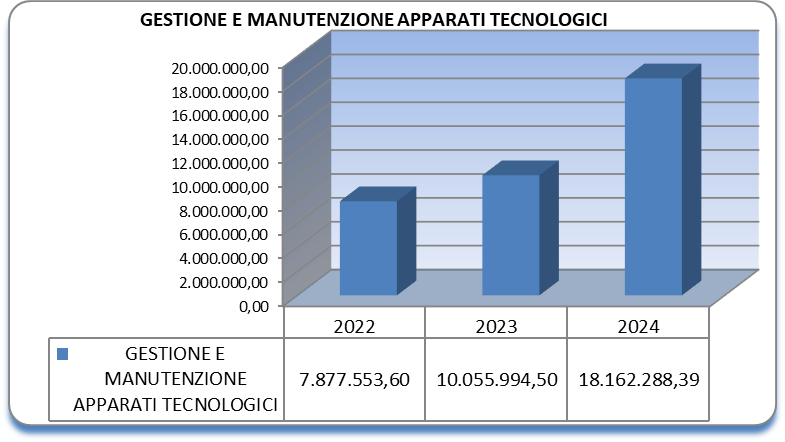 GESTIONE E MANUTENZIONE APPARATI TECNOLOGICI
20.000.000,00
18.000.000,00
16.000.000,00
14.000.000,00
12.000.000,00
10.000.000,00
8.000.000,00
6.000.000,00
4.000.000,00
2.000.000,00
0,00
2022 2023 2024
GESTIONE E
MANUTENZIONE
APPARATI TECNOLOGICI
7.877.553,60 10.055.994,50 18.162.288,39